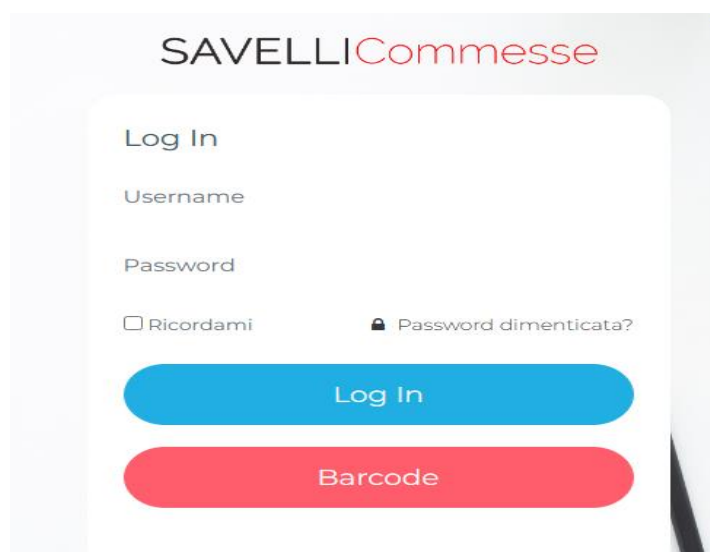 SAVELLICommesse
Log In
Username
Password
Ricordami Password dimenticata?
Log In
Barcode